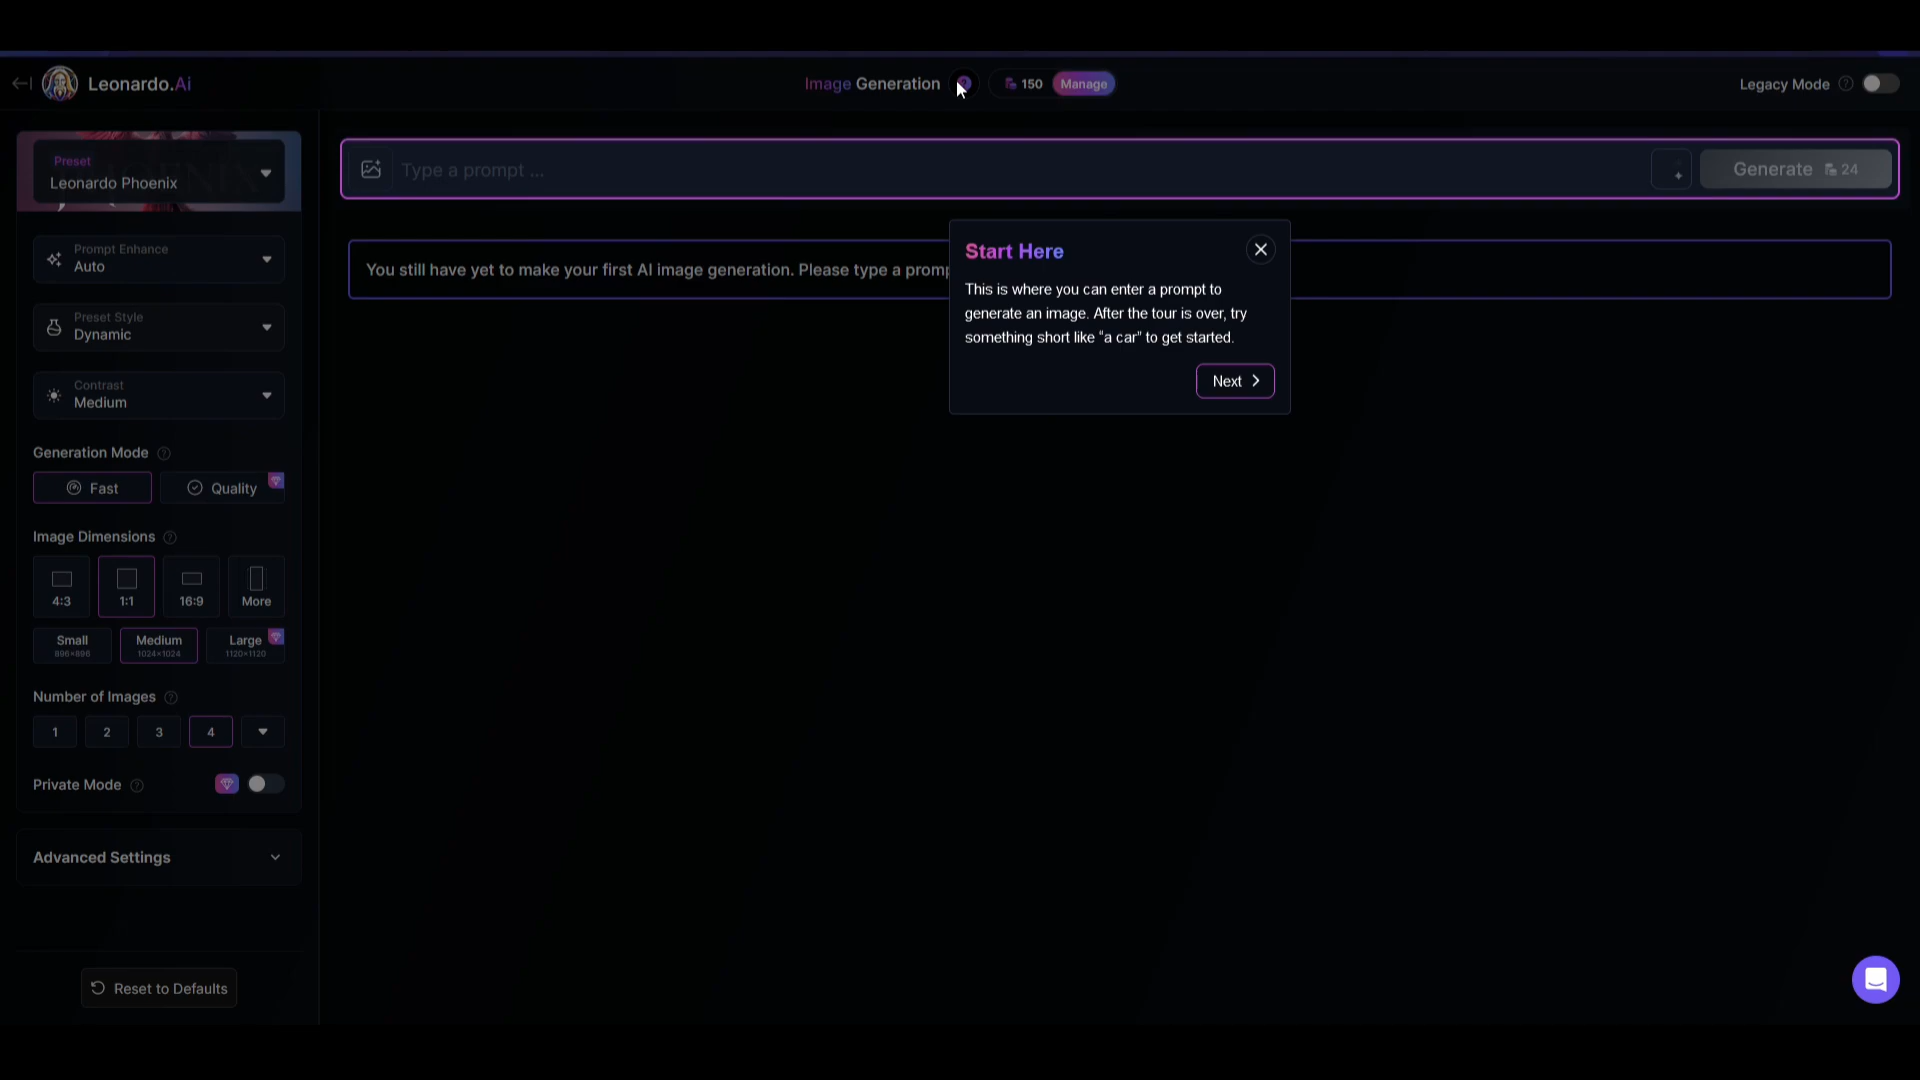 Leonardo.Ai
Image Generation
150
Manage
Legacy Mode
Preset
Leonardo Phoenix
Type a prompt ...
Generate 24
Prompt Enhance
Auto
Start Here
You still have yet to make your first AI image generation. Please type a promp
This is where you can enter a prompt to
generate an image. After the tour is over, try
something short like “a car” to get started.
Next
Preset Style
Dynamic
Contrast
Medium
Generation Mode
Fast
Quality
Image Dimensions
4:3
1:1
16:9
More
Small
896×896
Medium
1024×1024
Large
1120×1120
Number of Images
1
2
3
4
Private Mode
Advanced Settings
Reset to Defaults